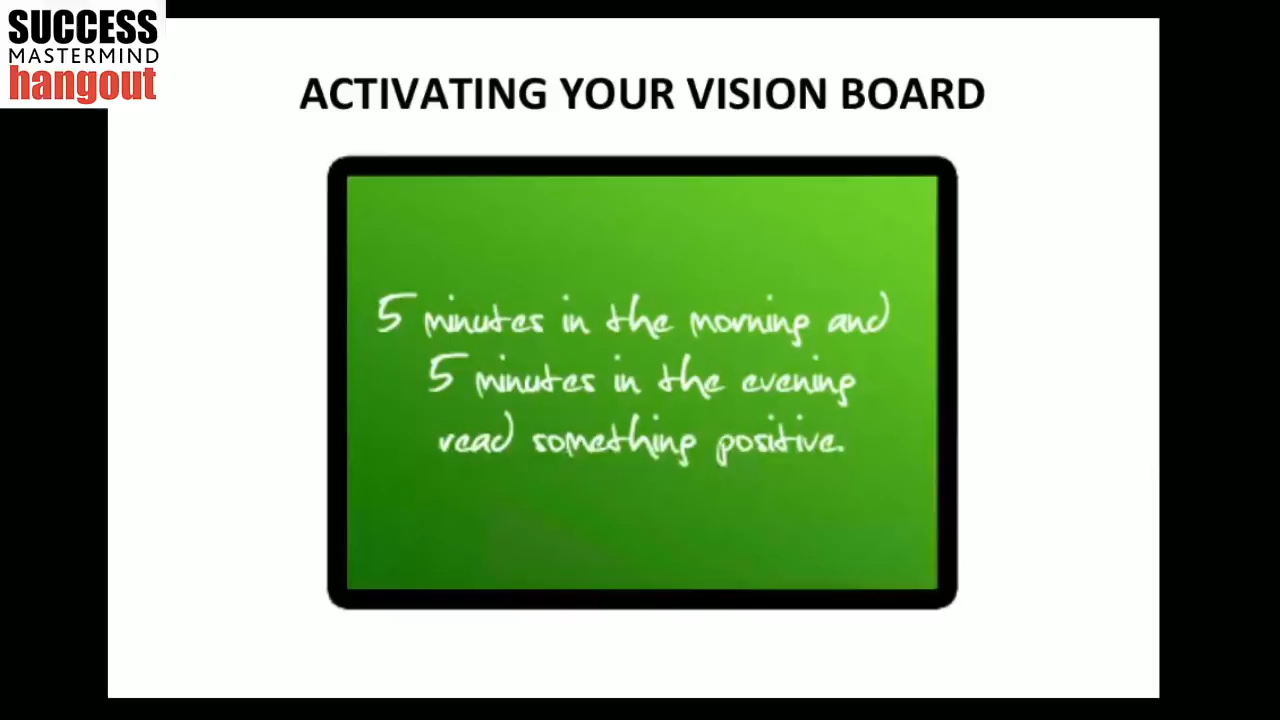 SUCCESS
MASTERMIND
hangout
ACTIVATING YOUR VISION BOARD
5 minutes in the morning and
5 minutes in the evening
read something positive.